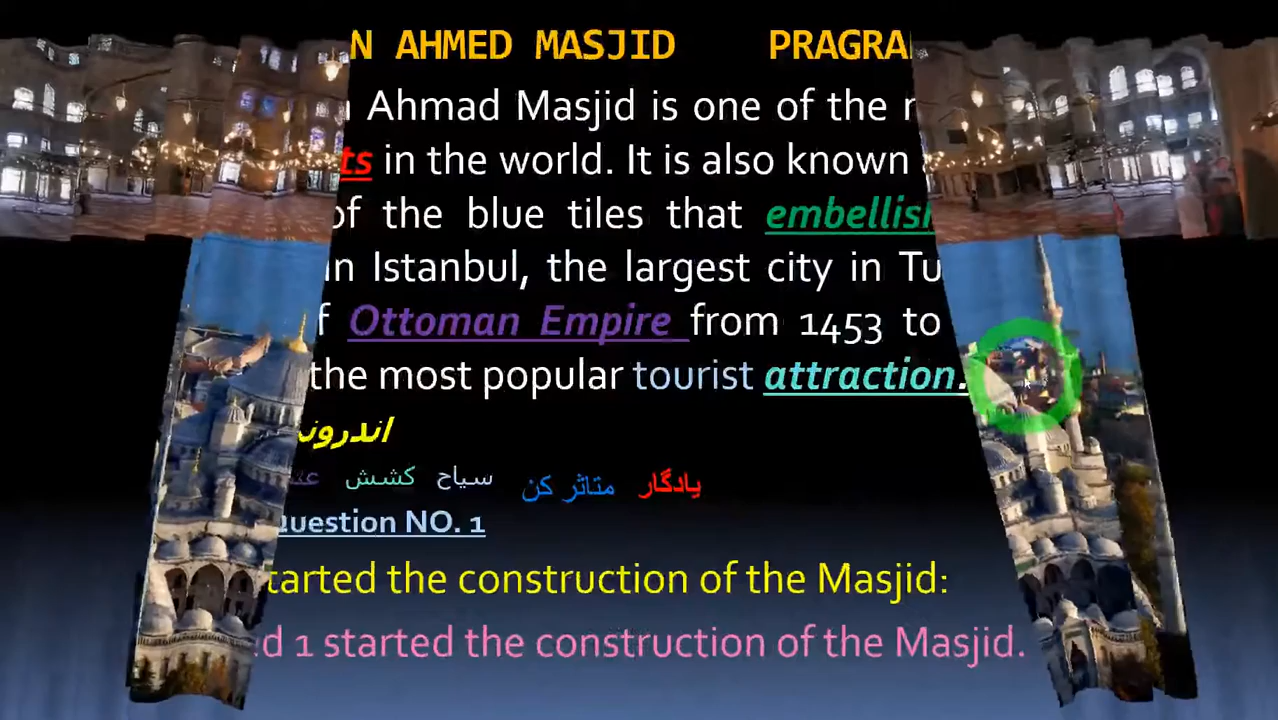 N AHMED MASJID PRAGRA
Ahmad Masjid is one of the
ts in the world. It is also known
of the blue tiles that embellish
in Istanbul, the largest city in Tu
f Ottoman Empire from 1453 to
the most popular tourist attraction.
اندرونی
کشش سیاح متاثر کن یادگار
question NO. 1
tarted the construction of the Masjid:
d 1 started the construction of the Masjid.